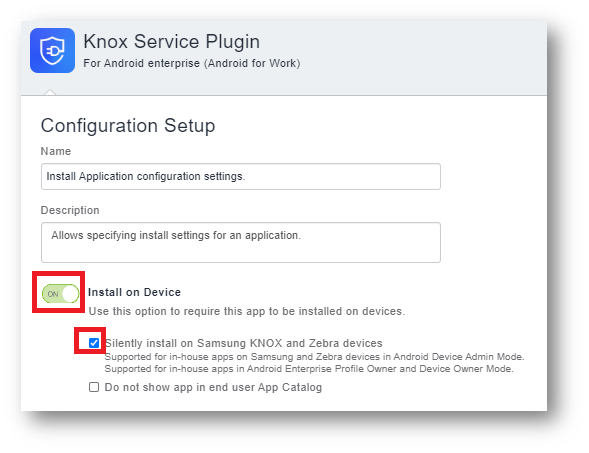 Knox Service Plugin
For Android enterprise (Android for Work)
Configuration Setup
Name
Install Application configuration settings.
Description
Allows specifying install settings for an application.
ON
Install on Device
Use this option to require this app to be installed on devices.
Silently install on Samsung KNOX and Zebra devices
Supported for in-house apps on Samsung and Zebra devices in Android Device Admin Mode.
Supported for in-house apps in Android Enterprise Profile Owner and Device Owner Mode.
Do not show app in end user App Catalog